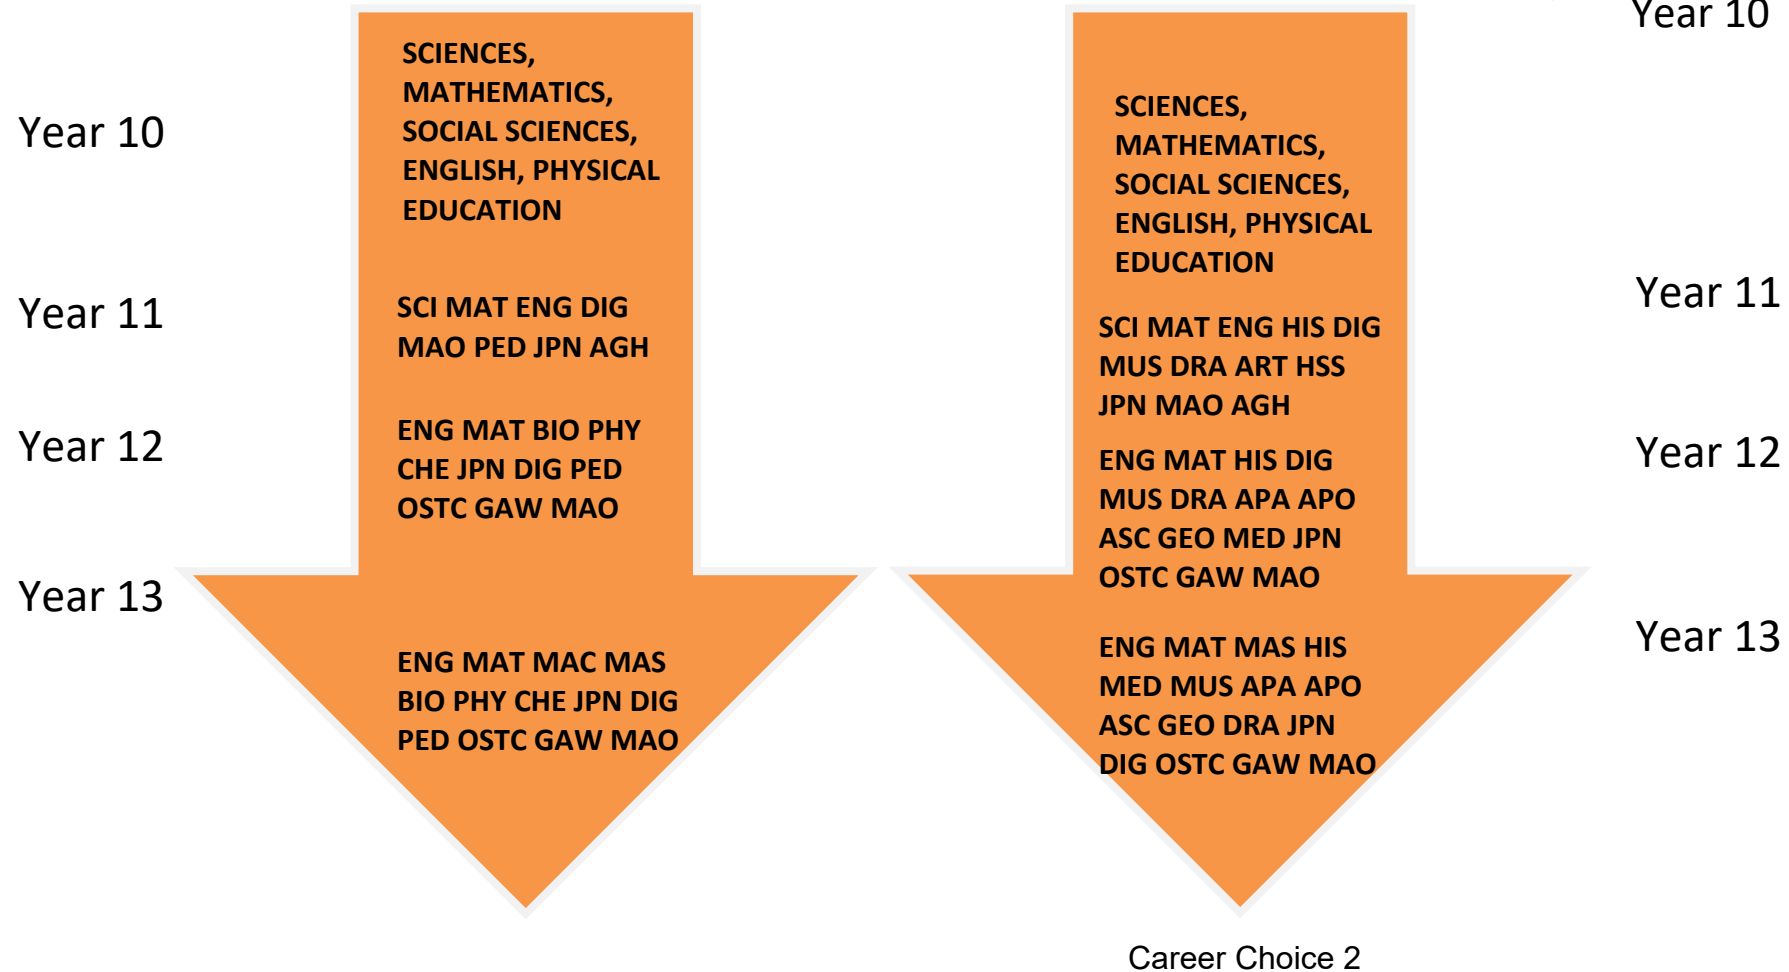 Year 10
SCIENCES,
MATHEMATICS,
SOCIAL SCIENCES,
ENGLISH, PHYSICAL
EDUCATION
Year 11
SCI MAT ENG DIG
MAO PED JPN AGH
Year 12
ENG MAT BIO PHY
CHE JPN DIG PED
OSTC GAW MAO
Year 13
ENG MAT MAC MAS
BIO PHY CHE JPN DIG
PED OSTC GAW MAO
Year 10
SCIENCES,
MATHEMATICS,
SOCIAL SCIENCES,
ENGLISH, PHYSICAL
EDUCATION
Year 11
SCI MAT ENG HIS DIG
MUS DRA ART HSS
JPN MAO AGH
Year 12
ENG MAT HIS DIG
MUS DRA APA APO
ASC GEO MED JPN
OSTC GAW MAO
Year 13
ENG MAT MAS HIS
MED MUS APA APO
ASC GEO DRA JPN
DIG OSTC GAW MAO
Career Choice 2